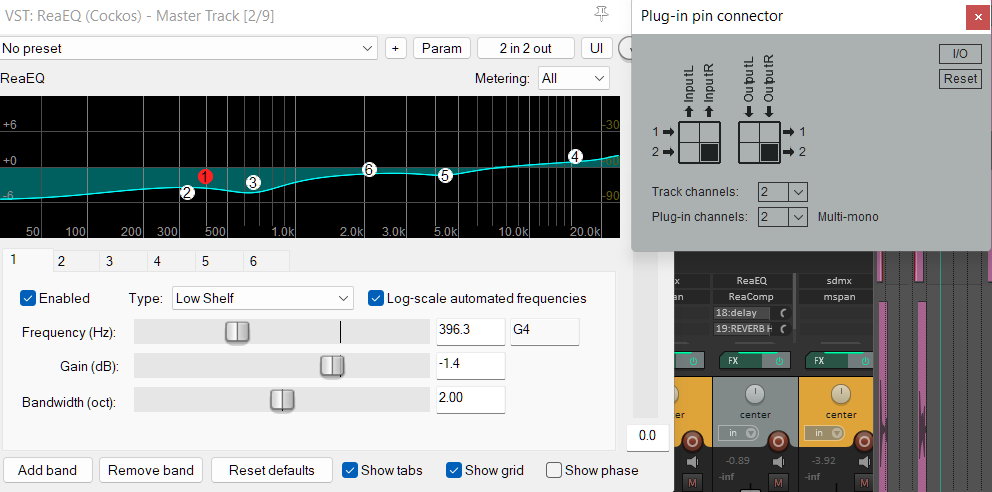 VST: ReaEQ (Cockos) - Master Track [2/9]
No preset
+
Param
2 in 2 out
UI
ReaEQ
Metering: All
+6
-30
+0
-60
-6
-90
1
2
3
4
5
6
50 100 200 300 500 1.0k 2.0k 3.0k 5.0k 10.0k 20.0k
1 2 3 4 5 6
Enabled Type: Low Shelf Log-scale automated frequencies
Frequency (Hz): 396.3 G4
Gain (dB): -1.4
Bandwidth (oct): 2.00
0.0
Add band Remove band Reset defaults Show tabs Show grid Show phase
Plug-in pin connector
I/O
Reset
Input L
Input R
Output L
Output R
1 1
2 2
Track channels: 2
Plug-in channels: 2 Multi-mono
ReaEQ sdmx
ReaComp mspan
18:delay
19:REVERB
FX FX
center center
in in
-0.89 -3.92
-inf -inf
M M M